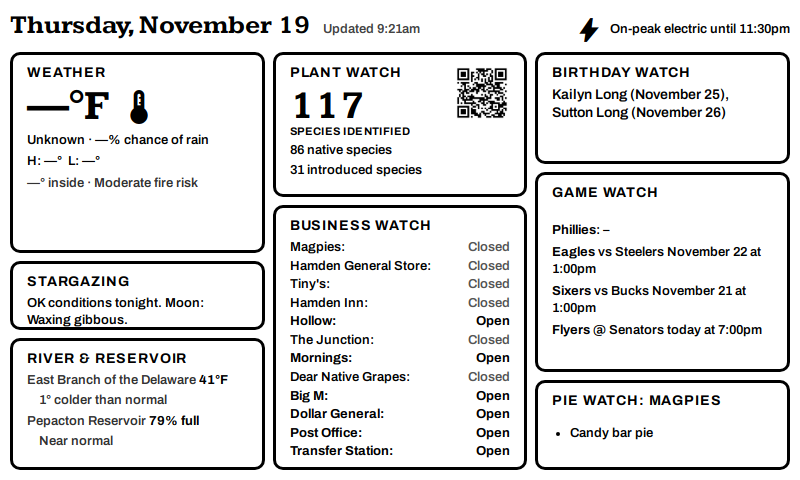 Thursday, November 19 Updated 9:21am
On-peak electric until 11:30pm
WEATHER
—°F
Unknown · —% chance of rain
H: —° L: —°
—° inside · Moderate fire risk
STARGAZING
OK conditions tonight. Moon:
Waxing gibbous.
RIVER & RESERVOIR
East Branch of the Delaware 41°F
1° colder than normal
Pepacton Reservoir 79% full
Near normal
PLANT WATCH
117
SPECIES IDENTIFIED
86 native species
31 introduced species
BUSINESS WATCH
Magpies: Closed
Hamden General Store: Closed
Tiny's: Closed
Hamden Inn: Closed
Hollow: Open
The Junction: Closed
Mornings: Open
Dear Native Grapes: Closed
Big M: Open
Dollar General: Open
Post Office: Open
Transfer Station: Open
BIRTHDAY WATCH
Kailyn Long (November 25),
Sutton Long (November 26)
GAME WATCH
Phillies: –
Eagles vs Steelers November 22 at
1:00pm
Sixers vs Bucks November 21 at
1:00pm
Flyers @ Senators today at 7:00pm
PIE WATCH: MAGPIES
• Candy bar pie